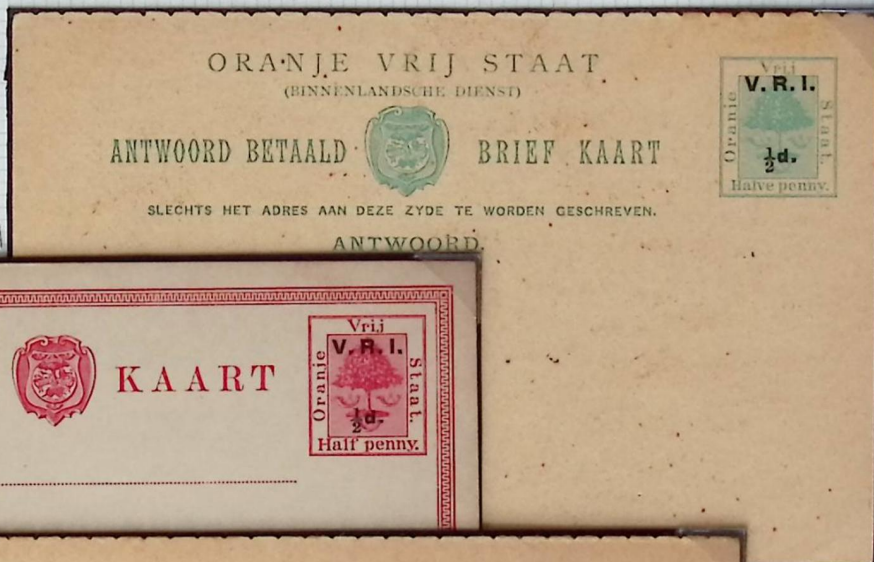 ORANJE VRIJ STAAT
(BINNENLANDSCHE DIENST)
ANTWOORD BETAALD BRIEF KAART
SLECHTS HET ADRES AAN DEZE ZYDE TE WORDEN GESCHREVEN.
ANTWOORD.
Vrij
Oranje
V. R. I.
½d.
Staat.
Halve penny.
KAART
Vrij
Oranje
V. R. I.
½d.
Staat.
Half penny.